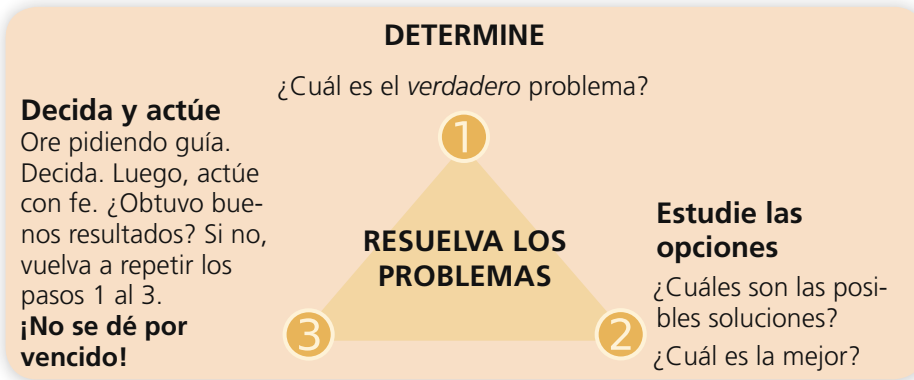 DETERMINE
¿Cuál es el verdadero problema?
1
RESUELVA LOS
PROBLEMAS
Estudie las
opciones
¿Cuáles son las posi-
bles soluciones?
¿Cuál es la mejor?
2
Decida y actúe
Ore pidiendo guía.
Decida. Luego, actúe
con fe. ¿Obtuvo bue-
nos resultados? Si no,
vuelva a repetir los
pasos 1 al 3.
¡No se dé por
vencido!
3